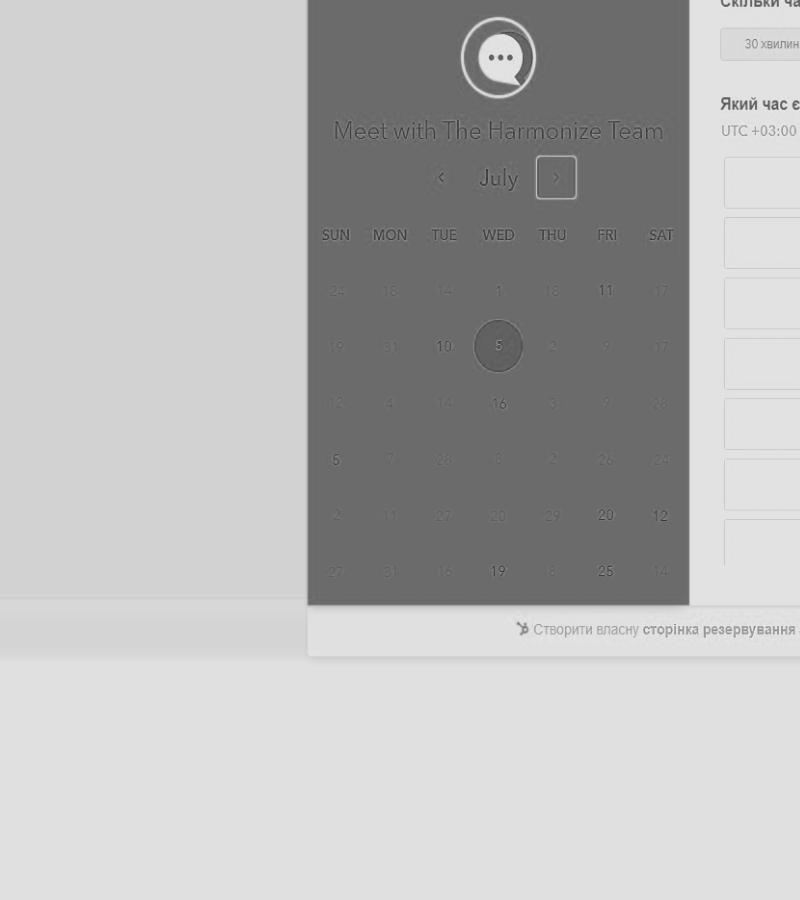 Meet with The Harmonize Team
July
SUN MON TUE WED THU FRI SAT
24 18 14 1 18 11 17
19 31 10 5 2 9 17
12 4 14 16 3 9 28
5 7 28 8 2 26 24
2 11 27 20 29 20 12
27 31 16 19 8 25 14
Скільки ча
30 хвилин
Який час є
UTC +03:00
Створити власну сторінка резервування